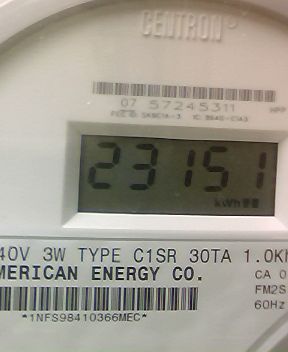 CENTRON®
07 57245311
23151
kWh
40V 3W TYPE C1SR 30TA 1.0Kh
MERICAN ENERGY CO.
CA 0
FM2S
60Hz
*1NFS98410366MEC*